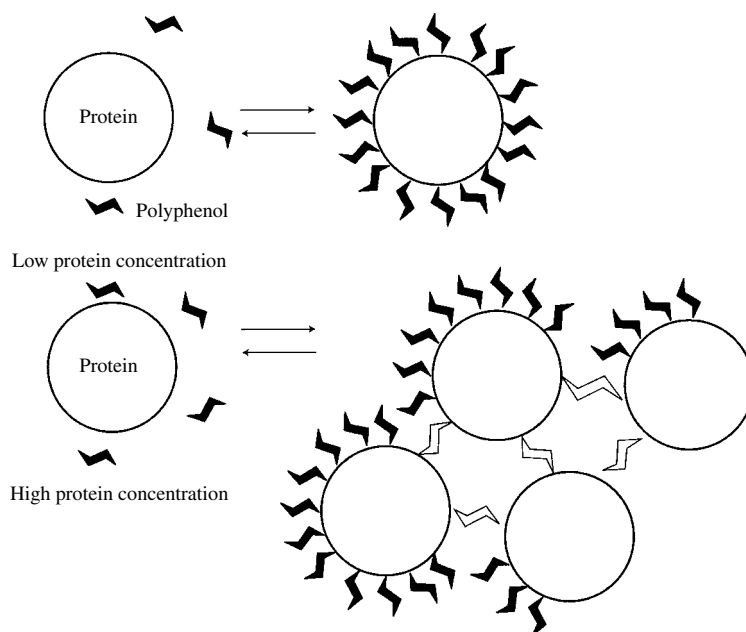 Protein
Polyphenol
Low protein concentration
Protein
High protein concentration